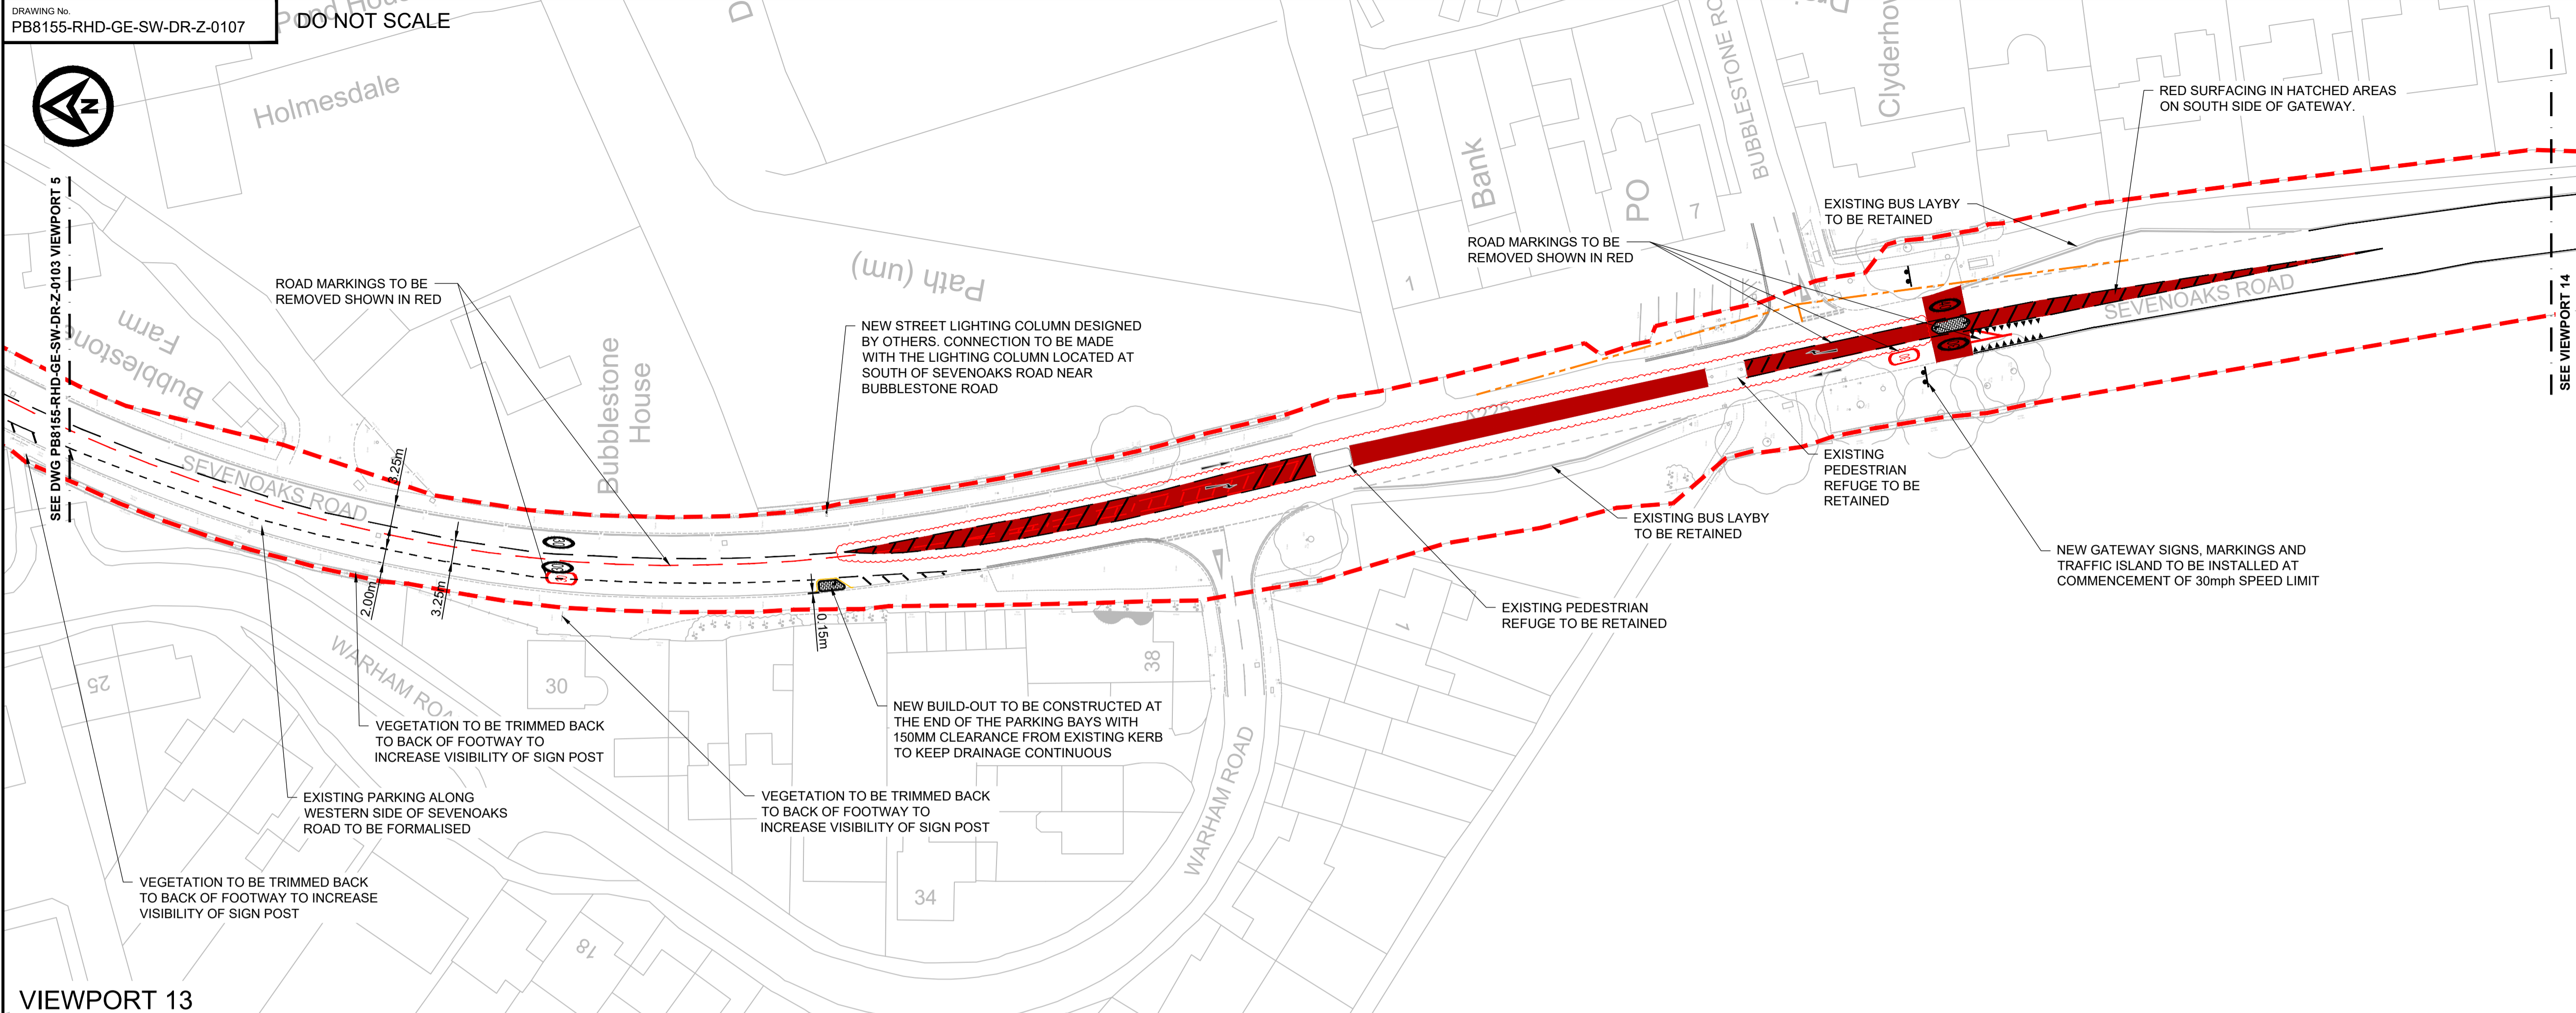 DRAWING No.
PB8155-RHD-GE-SW-DR-Z-0107
DO NOT SCALE
N
SEE DWG PB8155-RHD-GE-SW-DR-Z-0103 VIEWPORT 5
Holmesdale
Bubblestone
Farm
ROAD MARKINGS TO BE
REMOVED SHOWN IN RED
Bubblestone
House
Path (um)
NEW STREET LIGHTING COLUMN DESIGNED
BY OTHERS. CONNECTION TO BE MADE
WITH THE LIGHTING COLUMN LOCATED AT
SOUTH OF SEVENOAKS ROAD NEAR
BUBBLESTONE ROAD
1
Bank
PO
7
BUBBLESTONE RO
BUBBLESTONE
Clyderhov
ROAD MARKINGS TO BE
REMOVED SHOWN IN RED
EXISTING BUS LAYBY
TO BE RETAINED
RED SURFACING IN HATCHED AREAS
ON SOUTH SIDE OF GATEWAY.
SEVENOAKS ROAD
SEE VIEWPORT 14
SEVENOAKS ROAD
3.25m
2.00m
3.25m
0.15m
A225
EXISTING
PEDESTRIAN
REFUGE TO BE
RETAINED
EXISTING BUS LAYBY
TO BE RETAINED
NEW GATEWAY SIGNS, MARKINGS AND
TRAFFIC ISLAND TO BE INSTALLED AT
COMMENCEMENT OF 30mph SPEED LIMIT
EXISTING PEDESTRIAN
REFUGE TO BE RETAINED
1
25
WARHAM ROA
30
38
VEGETATION TO BE TRIMMED BACK
TO BACK OF FOOTWAY TO
INCREASE VISIBILITY OF SIGN POST
NEW BUILD-OUT TO BE CONSTRUCTED AT
THE END OF THE PARKING BAYS WITH
150MM CLEARANCE FROM EXISTING KERB
TO KEEP DRAINAGE CONTINUOUS
EXISTING PARKING ALONG
WESTERN SIDE OF SEVENOAKS
ROAD TO BE FORMALISED
VEGETATION TO BE TRIMMED BACK
TO BACK OF FOOTWAY TO
INCREASE VISIBILITY OF SIGN POST
WARHAM ROAD
VEGETATION TO BE TRIMMED BACK
TO BACK OF FOOTWAY TO INCREASE
VISIBILITY OF SIGN POST
34
18
VIEWPORT 13